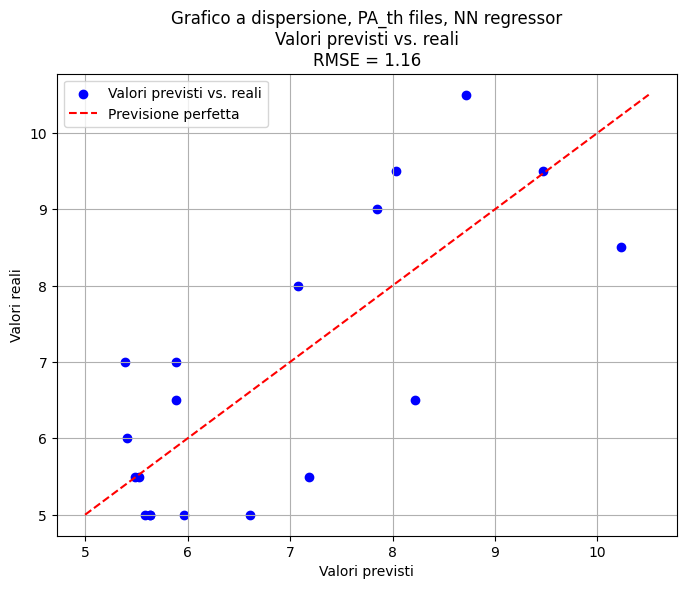 Grafico a dispersione, PA_th files, NN regressor
Valori previsti vs. reali
RMSE = 1.16
Valori previsti vs. reali
Previsione perfetta
Valori reali
10
9
8
7
6
5
5 6 7 8 9 10
Valori previsti